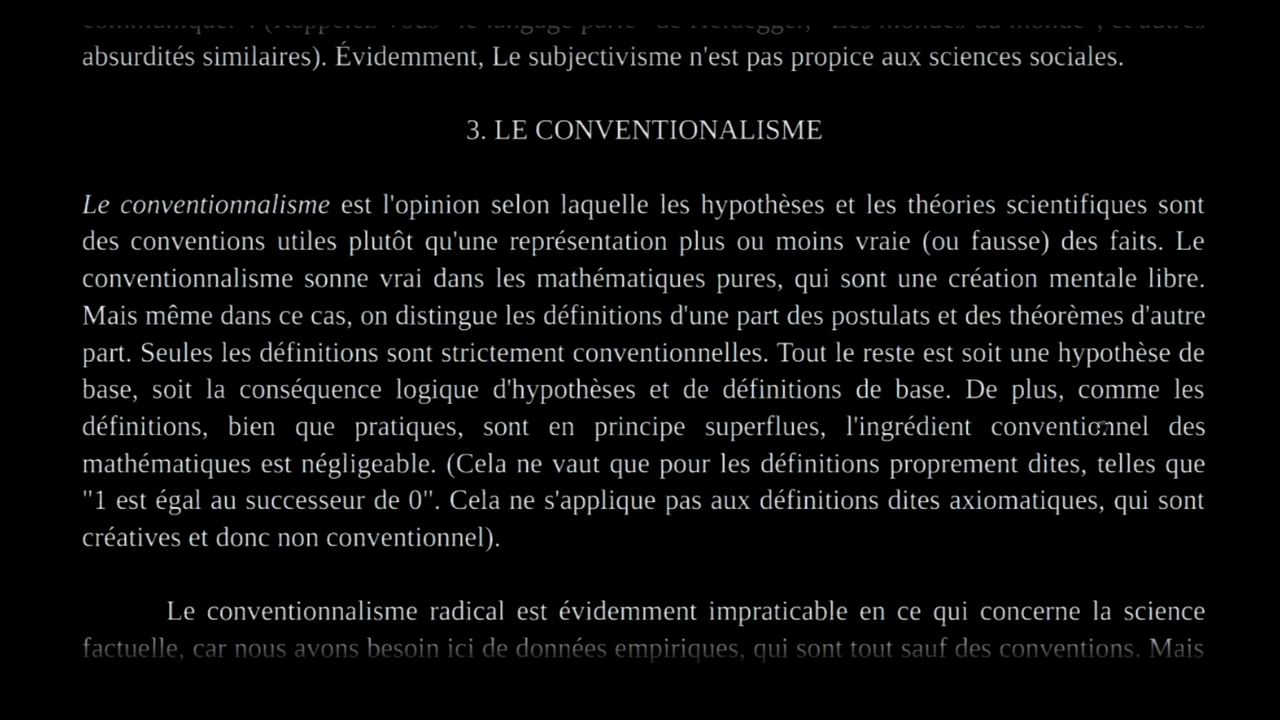 absurdités similaires). Évidemment, Le subjectivisme n'est pas propice aux sciences sociales.
3. LE CONVENTIONALISME
Le conventionnalisme est l'opinion selon laquelle les hypothèses et les théories scientifiques sont
des conventions utiles plutôt qu'une représentation plus ou moins vraie (ou fausse) des faits. Le
conventionnalisme sonne vrai dans les mathématiques pures, qui sont une création mentale libre.
Mais même dans ce cas, on distingue les définitions d'une part des postulats et des théorèmes d'autre
part. Seules les définitions sont strictement conventionnelles. Tout le reste est soit une hypothèse de
base, soit la conséquence logique d'hypothèses et de définitions de base. De plus, comme les
définitions, bien que pratiques, sont en principe superflues, l'ingrédient conventionnel des
mathématiques est négligeable. (Cela ne vaut que pour les définitions proprement dites, telles que
"1 est égal au successeur de 0". Cela ne s'applique pas aux définitions dites axiomatiques, qui sont
créatives et donc non conventionnel).
Le conventionnalisme radical est évidemment impraticable en ce qui concerne la science
factuelle, car nous avons besoin ici de données empiriques, qui sont tout sauf des conventions. Mais